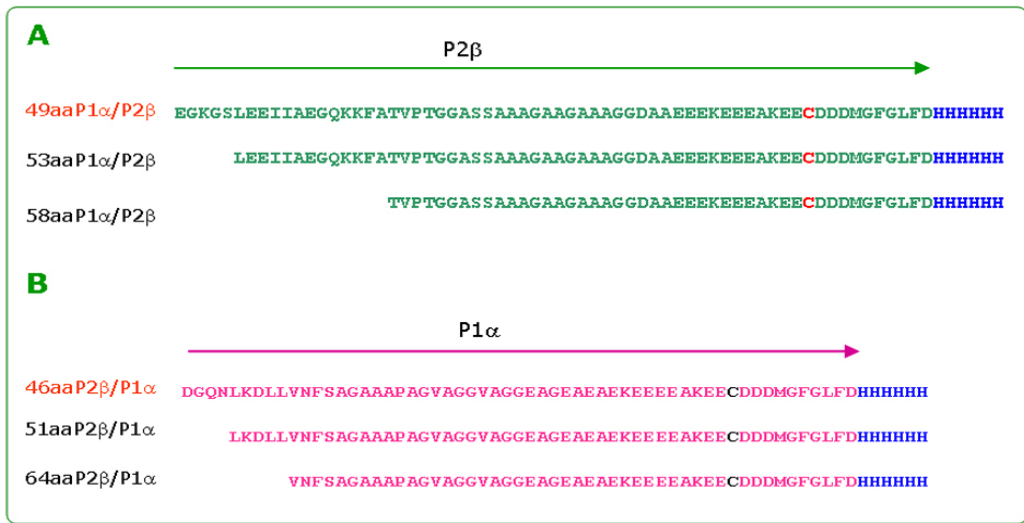 A
P2β
49aaP1α/P2β EGKGSLEEIIAEGQKKFATVPTGGASSAAAGAAGAAAGGDAAEEEKEEEAKEECDDDMGFGLFDHHHHHH
53aaP1α/P2β LEEIIAEGQKKFATVPTGGASSAAAGAAGAAAGGDAAEEEKEEEAKEECDDDMGFGLFDHHHHHH
58aaP1α/P2β TVPTGGASSAAAGAAGAAAGGDAAEEEKEEEAKEECDDDMGFGLFDHHHHHH
B
P1α
46aaP2β/P1α DGQNLKDLLVNFSAGAAAPAGVAGGVAGGEAGEAEAEKEEEEAKEECDDDMGFGLFDHHHHHH
51aaP2β/P1α LKDLLVNFSAGAAAPAGVAGGVAGGEAGEAEAEKEEEEAKEECDDDMGFGLFDHHHHHH
64aaP2β/P1α VNFSAGAAAPAGVAGGVAGGEAGEAEAEKEEEEAKEECDDDMGFGLFDHHHHHH